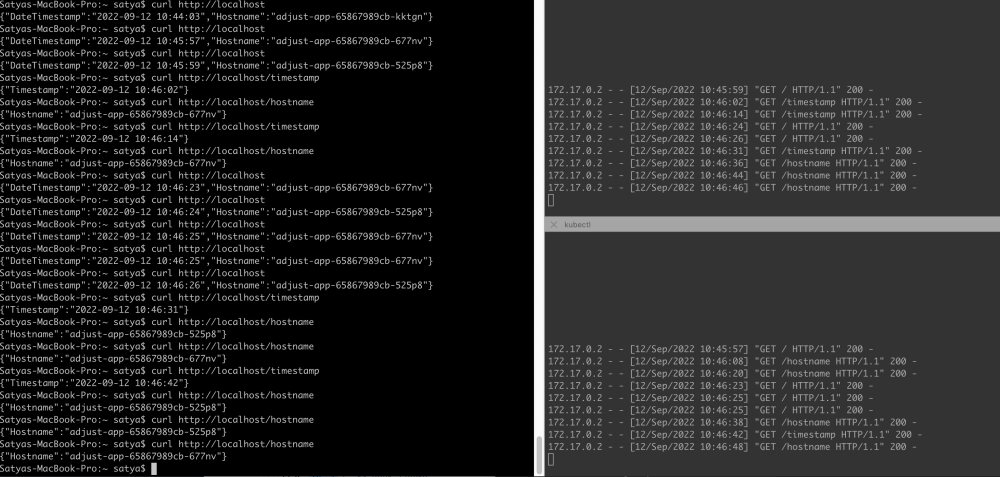 Satyas-MacBook-Pro:~ satya$ curl http://localhost
{"DateTimestamp":"2022-09-12 10:44:03","Hostname":"adjust-app-65867989cb-kktgn"}
Satyas-MacBook-Pro:~ satya$ curl http://localhost
{"DateTimestamp":"2022-09-12 10:45:57","Hostname":"adjust-app-65867989cb-677nv"}
Satyas-MacBook-Pro:~ satya$ curl http://localhost
{"DateTimestamp":"2022-09-12 10:45:59","Hostname":"adjust-app-65867989cb-525p8"}
Satyas-MacBook-Pro:~ satya$ curl http://localhost/timestamp
{"Timestamp":"2022-09-12 10:46:02"}
Satyas-MacBook-Pro:~ satya$ curl http://localhost/hostname
{"Hostname":"adjust-app-65867989cb-677nv"}
Satyas-MacBook-Pro:~ satya$ curl http://localhost/timestamp
{"Timestamp":"2022-09-12 10:46:14"}
Satyas-MacBook-Pro:~ satya$ curl http://localhost/hostname
{"Hostname":"adjust-app-65867989cb-677nv"}
Satyas-MacBook-Pro:~ satya$ curl http://localhost
{"DateTimestamp":"2022-09-12 10:46:23","Hostname":"adjust-app-65867989cb-677nv"}
Satyas-MacBook-Pro:~ satya$ curl http://localhost
{"DateTimestamp":"2022-09-12 10:46:24","Hostname":"adjust-app-65867989cb-525p8"}
Satyas-MacBook-Pro:~ satya$ curl http://localhost
{"DateTimestamp":"2022-09-12 10:46:25","Hostname":"adjust-app-65867989cb-677nv"}
Satyas-MacBook-Pro:~ satya$ curl http://localhost
{"DateTimestamp":"2022-09-12 10:46:25","Hostname":"adjust-app-65867989cb-677nv"}
Satyas-MacBook-Pro:~ satya$ curl http://localhost
{"DateTimestamp":"2022-09-12 10:46:26","Hostname":"adjust-app-65867989cb-525p8"}
Satyas-MacBook-Pro:~ satya$ curl http://localhost/timestamp
{"Timestamp":"2022-09-12 10:46:31"}
Satyas-MacBook-Pro:~ satya$ curl http://localhost/hostname
{"Hostname":"adjust-app-65867989cb-525p8"}
Satyas-MacBook-Pro:~ satya$ curl http://localhost/hostname
{"Hostname":"adjust-app-65867989cb-677nv"}
Satyas-MacBook-Pro:~ satya$ curl http://localhost/timestamp
{"Timestamp":"2022-09-12 10:46:42"}
Satyas-MacBook-Pro:~ satya$ curl http://localhost/hostname
{"Hostname":"adjust-app-65867989cb-525p8"}
Satyas-MacBook-Pro:~ satya$ curl http://localhost/hostname
{"Hostname":"adjust-app-65867989cb-525p8"}
Satyas-MacBook-Pro:~ satya$ curl http://localhost/hostname
{"Hostname":"adjust-app-65867989cb-677nv"}
Satyas-MacBook-Pro:~ satya$
172.17.0.2 - - [12/Sep/2022 10:45:59] "GET / HTTP/1.1" 200 -
172.17.0.2 - - [12/Sep/2022 10:46:02] "GET /timestamp HTTP/1.1" 200 -
172.17.0.2 - - [12/Sep/2022 10:46:14] "GET /timestamp HTTP/1.1" 200 -
172.17.0.2 - - [12/Sep/2022 10:46:24] "GET / HTTP/1.1" 200 -
172.17.0.2 - - [12/Sep/2022 10:46:26] "GET / HTTP/1.1" 200 -
172.17.0.2 - - [12/Sep/2022 10:46:31] "GET /timestamp HTTP/1.1" 200 -
172.17.0.2 - - [12/Sep/2022 10:46:36] "GET /hostname HTTP/1.1" 200 -
172.17.0.2 - - [12/Sep/2022 10:46:44] "GET /hostname HTTP/1.1" 200 -
172.17.0.2 - - [12/Sep/2022 10:46:46] "GET /hostname HTTP/1.1" 200 -
kubectl
172.17.0.2 - - [12/Sep/2022 10:45:57] "GET / HTTP/1.1" 200 -
172.17.0.2 - - [12/Sep/2022 10:46:08] "GET /hostname HTTP/1.1" 200 -
172.17.0.2 - - [12/Sep/2022 10:46:20] "GET /hostname HTTP/1.1" 200 -
172.17.0.2 - - [12/Sep/2022 10:46:23] "GET / HTTP/1.1" 200 -
172.17.0.2 - - [12/Sep/2022 10:46:25] "GET / HTTP/1.1" 200 -
172.17.0.2 - - [12/Sep/2022 10:46:25] "GET / HTTP/1.1" 200 -
172.17.0.2 - - [12/Sep/2022 10:46:38] "GET /hostname HTTP/1.1" 200 -
172.17.0.2 - - [12/Sep/2022 10:46:42] "GET /timestamp HTTP/1.1" 200 -
172.17.0.2 - - [12/Sep/2022 10:46:48] "GET /hostname HTTP/1.1" 200 -